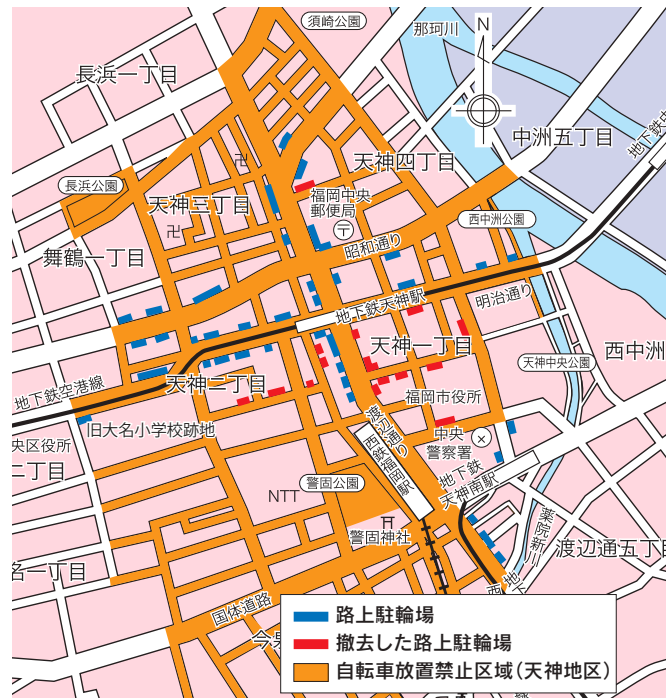 須崎公園
那珂川
N
長浜一丁目
中洲五丁目
地下鉄中
天神四丁目
長浜公園
天神三丁目
福岡中央
郵便局
〒
西中洲公園
昭和通り
舞鶴一丁目
地下鉄天神駅
明治通り
天神一丁目
西中洲
天神中央公園
天神二丁目
地下鉄空港線
福岡市役所
旧大名小学校跡地
渡辺通り
中央
警察署
央区役所
二丁目
西鉄福岡駅
地下鉄
天神南駅
警固公園
NTT
薬院新川
警固神社
渡辺通五丁目
名一丁目
国体道路
西
地下
今泉
路上駐輪場
撤去した路上駐輪場
自転車放置禁止区域(天神地区)